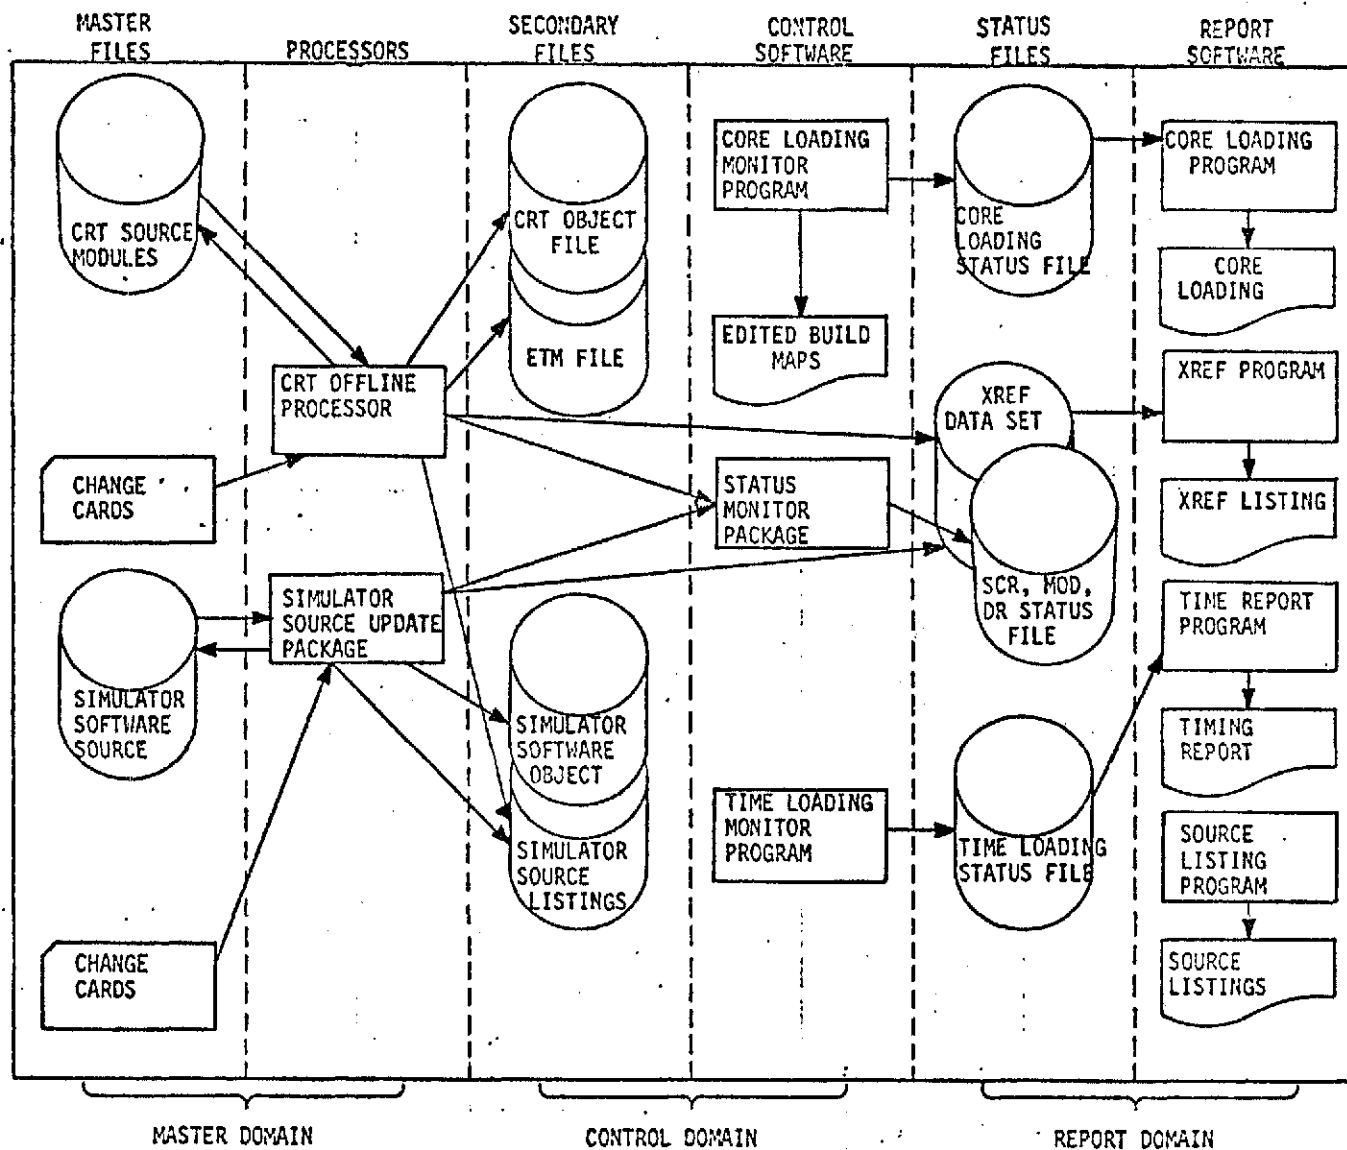 MASTER
FILES
PROCESSORS
SECONDARY
FILES
CONTROL
SOFTWARE
STATUS
FILES
REPORT
SOFTWARE
CRT SOURCE
MODULES
CRT OFFLINE
PROCESSOR
CHANGE
CARDS
SIMULATOR
SOFTWARE
SOURCE
SIMULATOR
SOURCE UPDATE
PACKAGE
CHANGE
CARDS
CRT OBJECT
FILE
ETM FILE
SIMULATOR
SOFTWARE
OBJECT
SIMULATOR
SOURCE
LISTINGS
CORE LOADING
MONITOR
PROGRAM
EDITED BUILD
MAPS
STATUS
MONITOR
PACKAGE
TIME LOADING
MONITOR
PROGRAM
CORE
LOADING
STATUS FILE
XREF
DATA SET
SCR, MOD,
DR STATUS
FILE
TIME LOADING
STATUS FILE
CORE LOADING
PROGRAM
CORE
LOADING
XREF PROGRAM
XREF LISTING
TIME REPORT
PROGRAM
TIMING
REPORT
SOURCE
LISTING
PROGRAM
SOURCE
LISTINGS
MASTER DOMAIN
CONTROL DOMAIN
REPORT DOMAIN